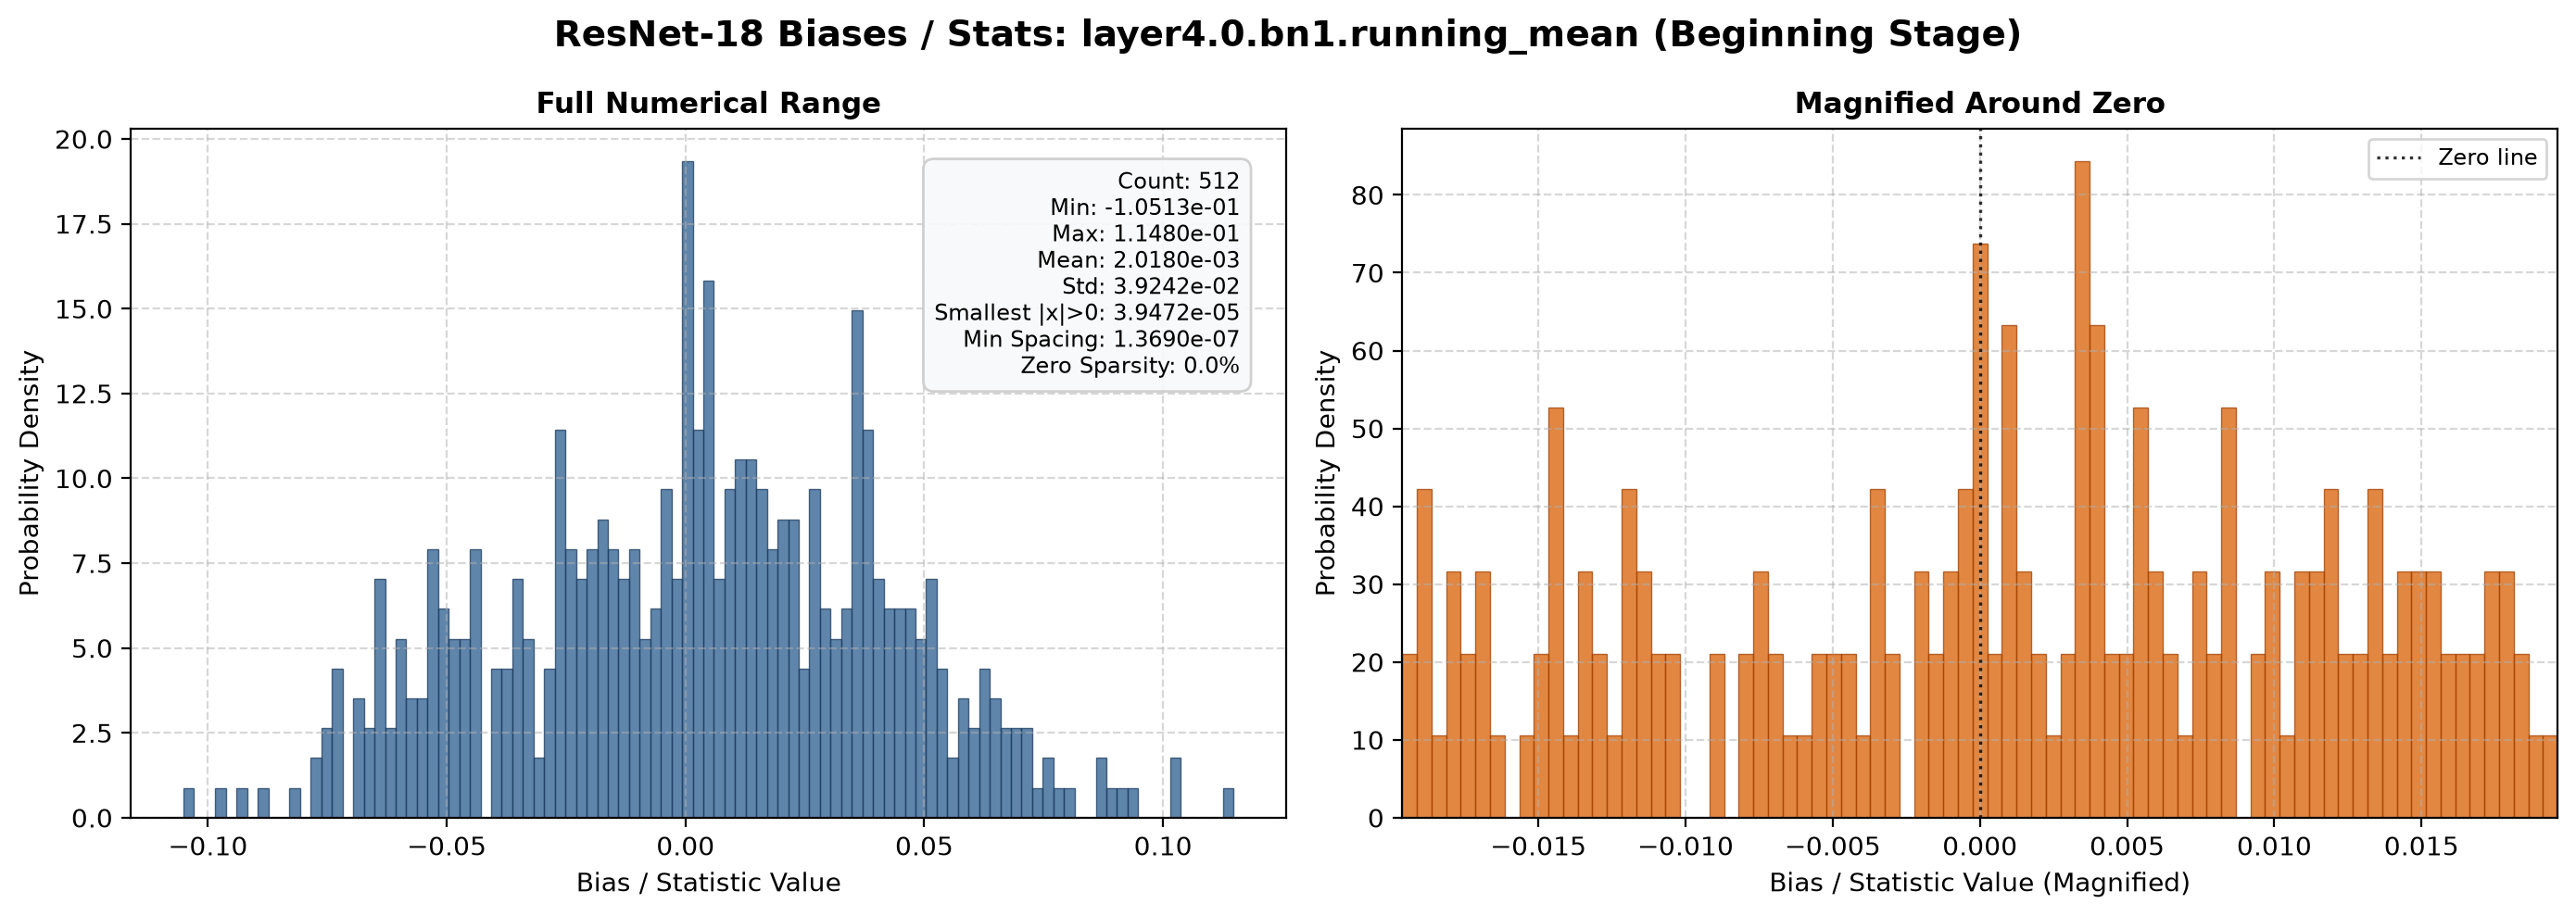 ResNet-18 Biases / Stats: layer4.0.bn1.running_mean (Beginning Stage)
Full Numerical Range
20.0
17.5
15.0
12.5
10.0
7.5
5.0
2.5
0.0
Probability Density
Count: 512
Min: -1.0513e-01
Max: 1.1480e-01
Mean: 2.0180e-03
Std: 3.9242e-02
Smallest |x|>0: 3.9472e-05
Min Spacing: 1.3690e-07
Zero Sparsity: 0.0%
−0.10 −0.05 0.00 0.05 0.10
Bias / Statistic Value
Magnified Around Zero
Zero line
80
70
60
50
40
30
20
10
0
Probability Density
−0.015 −0.010 −0.005 0.000 0.005 0.010 0.015
Bias / Statistic Value (Magnified)